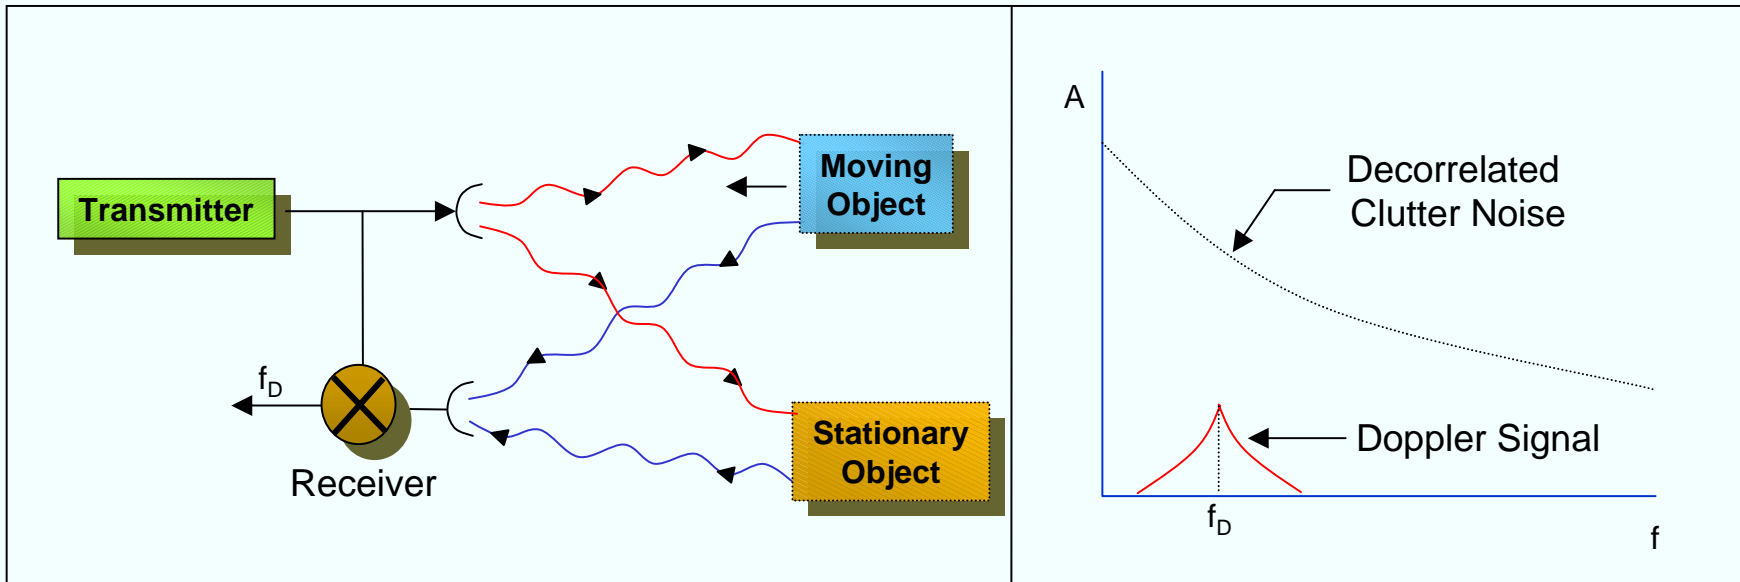 Transmitter
Moving
Object
f_D
Receiver
Stationary
Object
A
Decorrelated
Clutter Noise
Doppler Signal
f_D
f